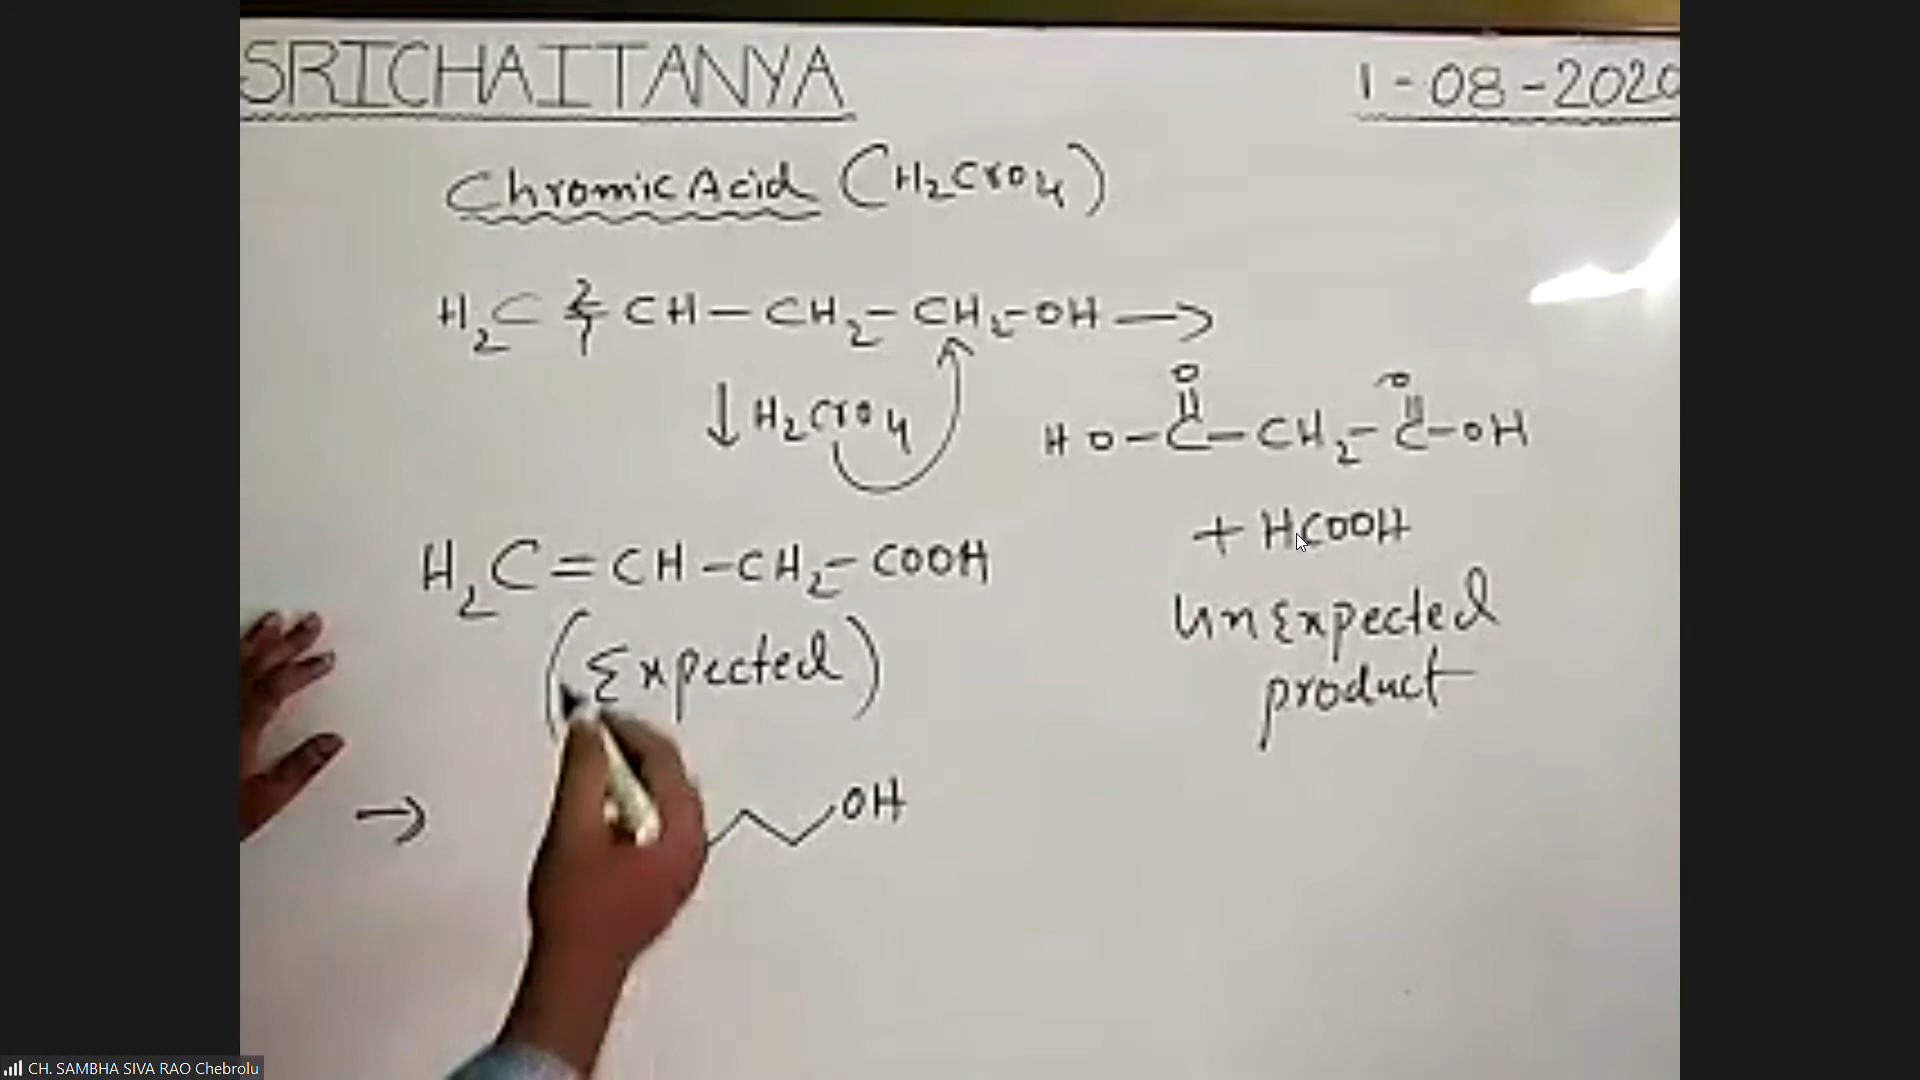 SRICHAITANYA
1-08-2020
Chromic Acid (H2CrO4)
H2C = CH - CH2 - CH2 - OH →
↓ H2CrO4
O O
HO - C - CH2 - C - OH
+ HCOOH
UnExpected
product
H2C = CH - CH2 - COOH
(Expected)
→ OH
CH. SAMBHA SIVA RAO Chebrolu